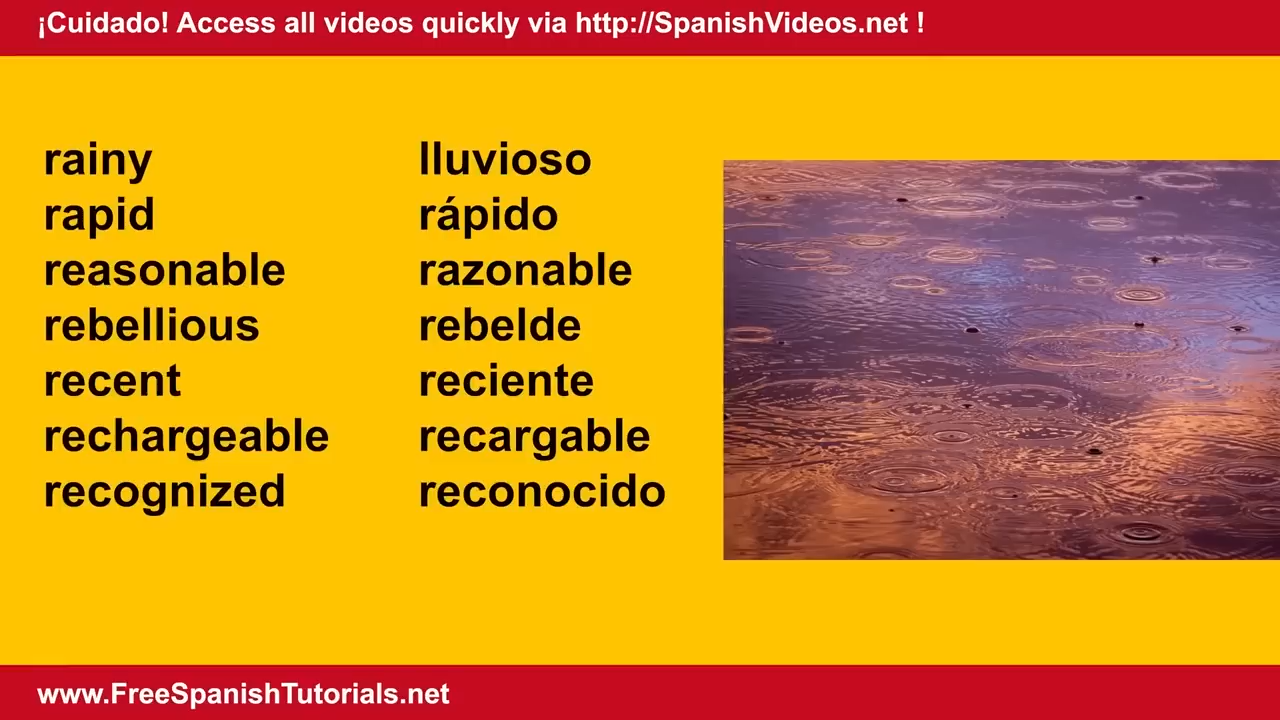 ¡Cuidado! Access all videos quickly via http://SpanishVideos.net !
rainy lluvioso
rapid rápido
reasonable razonable
rebellious rebelde
recent reciente
rechargeable recargable
recognized reconocido
www.FreeSpanishTutorials.net